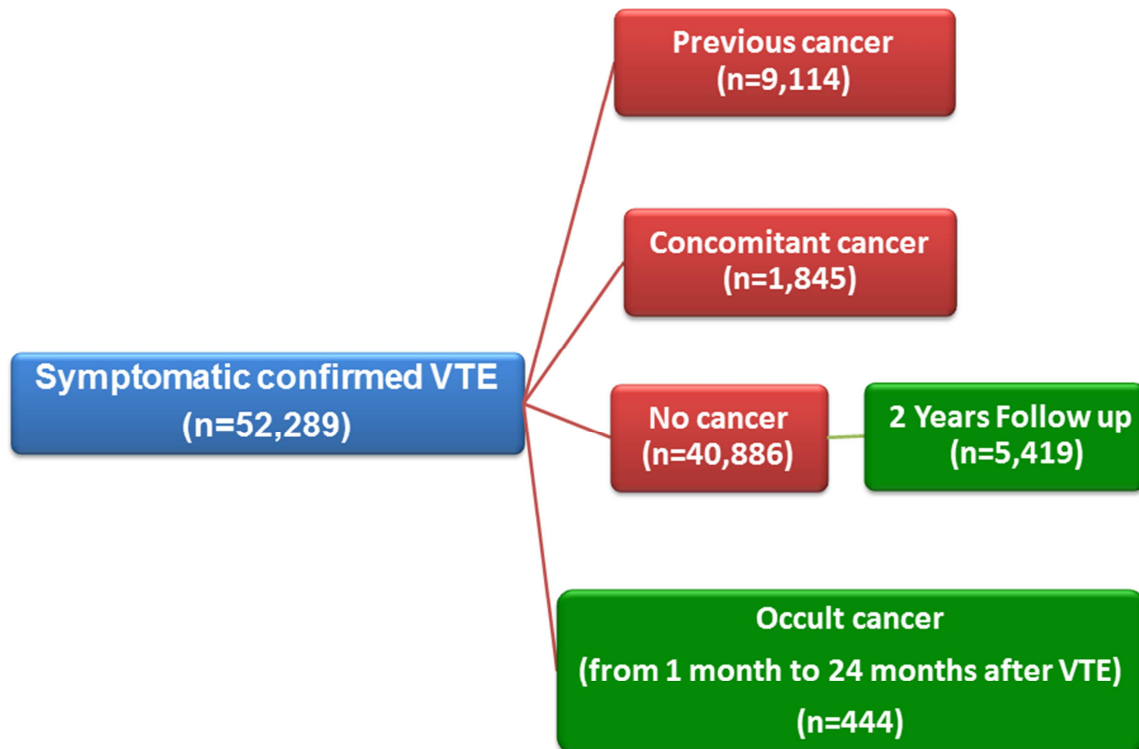 Previous cancer
(n=9,114)
Concomitant cancer
(n=1,845)
Symptomatic confirmed VTE
(n=52,289)
No cancer
(n=40,886)
2 Years Follow up
(n=5,419)
Occult cancer
(from 1 month to 24 months after VTE)
(n=444)